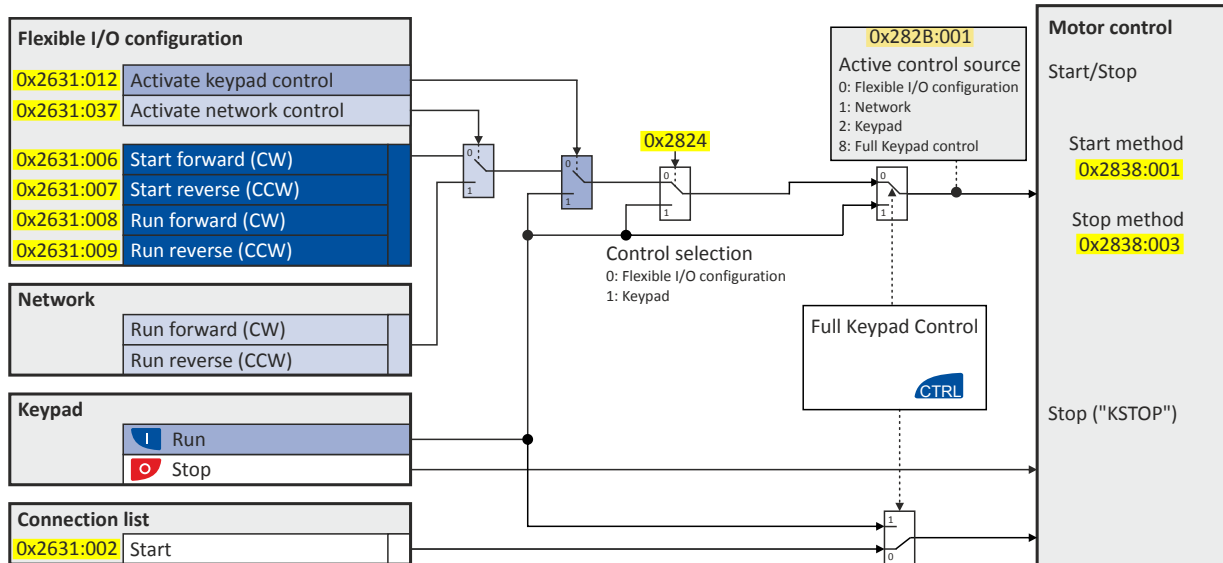 Flexible I/O configuration
0x2631:012 Activate keypad control
0x2631:037 Activate network control
0x2631:006 Start forward (CW)
0x2631:007 Start reverse (CCW)
0x2631:008 Run forward (CW)
0x2631:009 Run reverse (CCW)
Network
Run forward (CW)
Run reverse (CCW)
Keypad
I Run
O Stop
Connection list
0x2631:002 Start
0
1
0
1
0x2824
0
1
Control selection
0: Flexible I/O configuration
1: Keypad
0x282B:001
Active control source
0: Flexible I/O configuration
1: Network
2: Keypad
8: Full Keypad control
0
1
Full Keypad Control
CTRL
1
0
Motor control
Start/Stop
Start method
0x2838:001
Stop method
0x2838:003
Stop ("KSTOP")